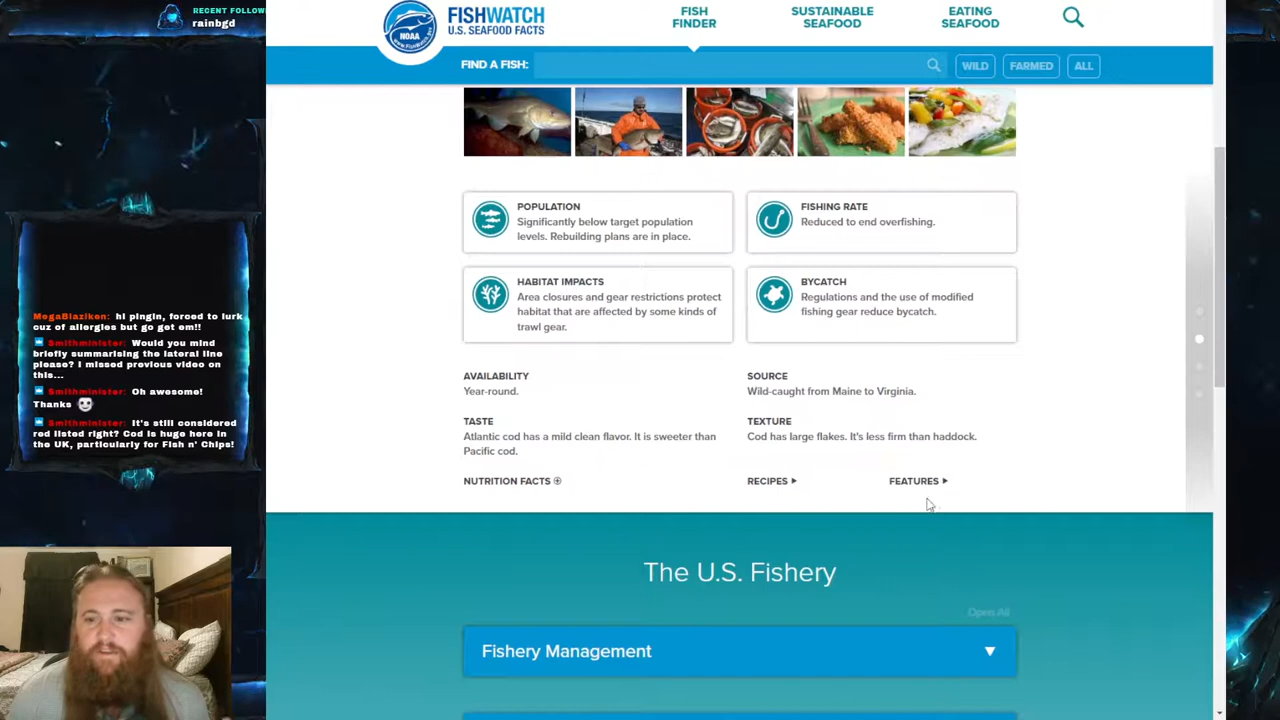 RECENT FOLLOW
rainbgd
MegaBlaziken: hi pingin, forced to lurk
cuz of allergies but go get em!!
Smithminister: Would you mind
briefly summarising the lateral line
please? I missed previous video on
this...
Smithminister: Oh awesome!
Thanks
Smithminister: It's still considered
red listed right? Cod is huge here in
the UK, particularly for Fish n' Chips!
NOAA
www.FishWatch.gov
FISHWATCH
U.S. SEAFOOD FACTS
FISH
FINDER
SUSTAINABLE
SEAFOOD
EATING
SEAFOOD
FIND A FISH:
WILD
FARMED
ALL
POPULATION
Significantly below target population
levels. Rebuilding plans are in place.
FISHING RATE
Reduced to end overfishing.
HABITAT IMPACTS
Area closures and gear restrictions protect
habitat that are affected by some kinds of
trawl gear.
BYCATCH
Regulations and the use of modified
fishing gear reduce bycatch.
AVAILABILITY
Year-round.
SOURCE
Wild-caught from Maine to Virginia.
TASTE
Atlantic cod has a mild clean flavor. It is sweeter than
Pacific cod.
TEXTURE
Cod has large flakes. It's less firm than haddock.
NUTRITION FACTS
RECIPES
FEATURES
The U.S. Fishery
Open All
Fishery Management